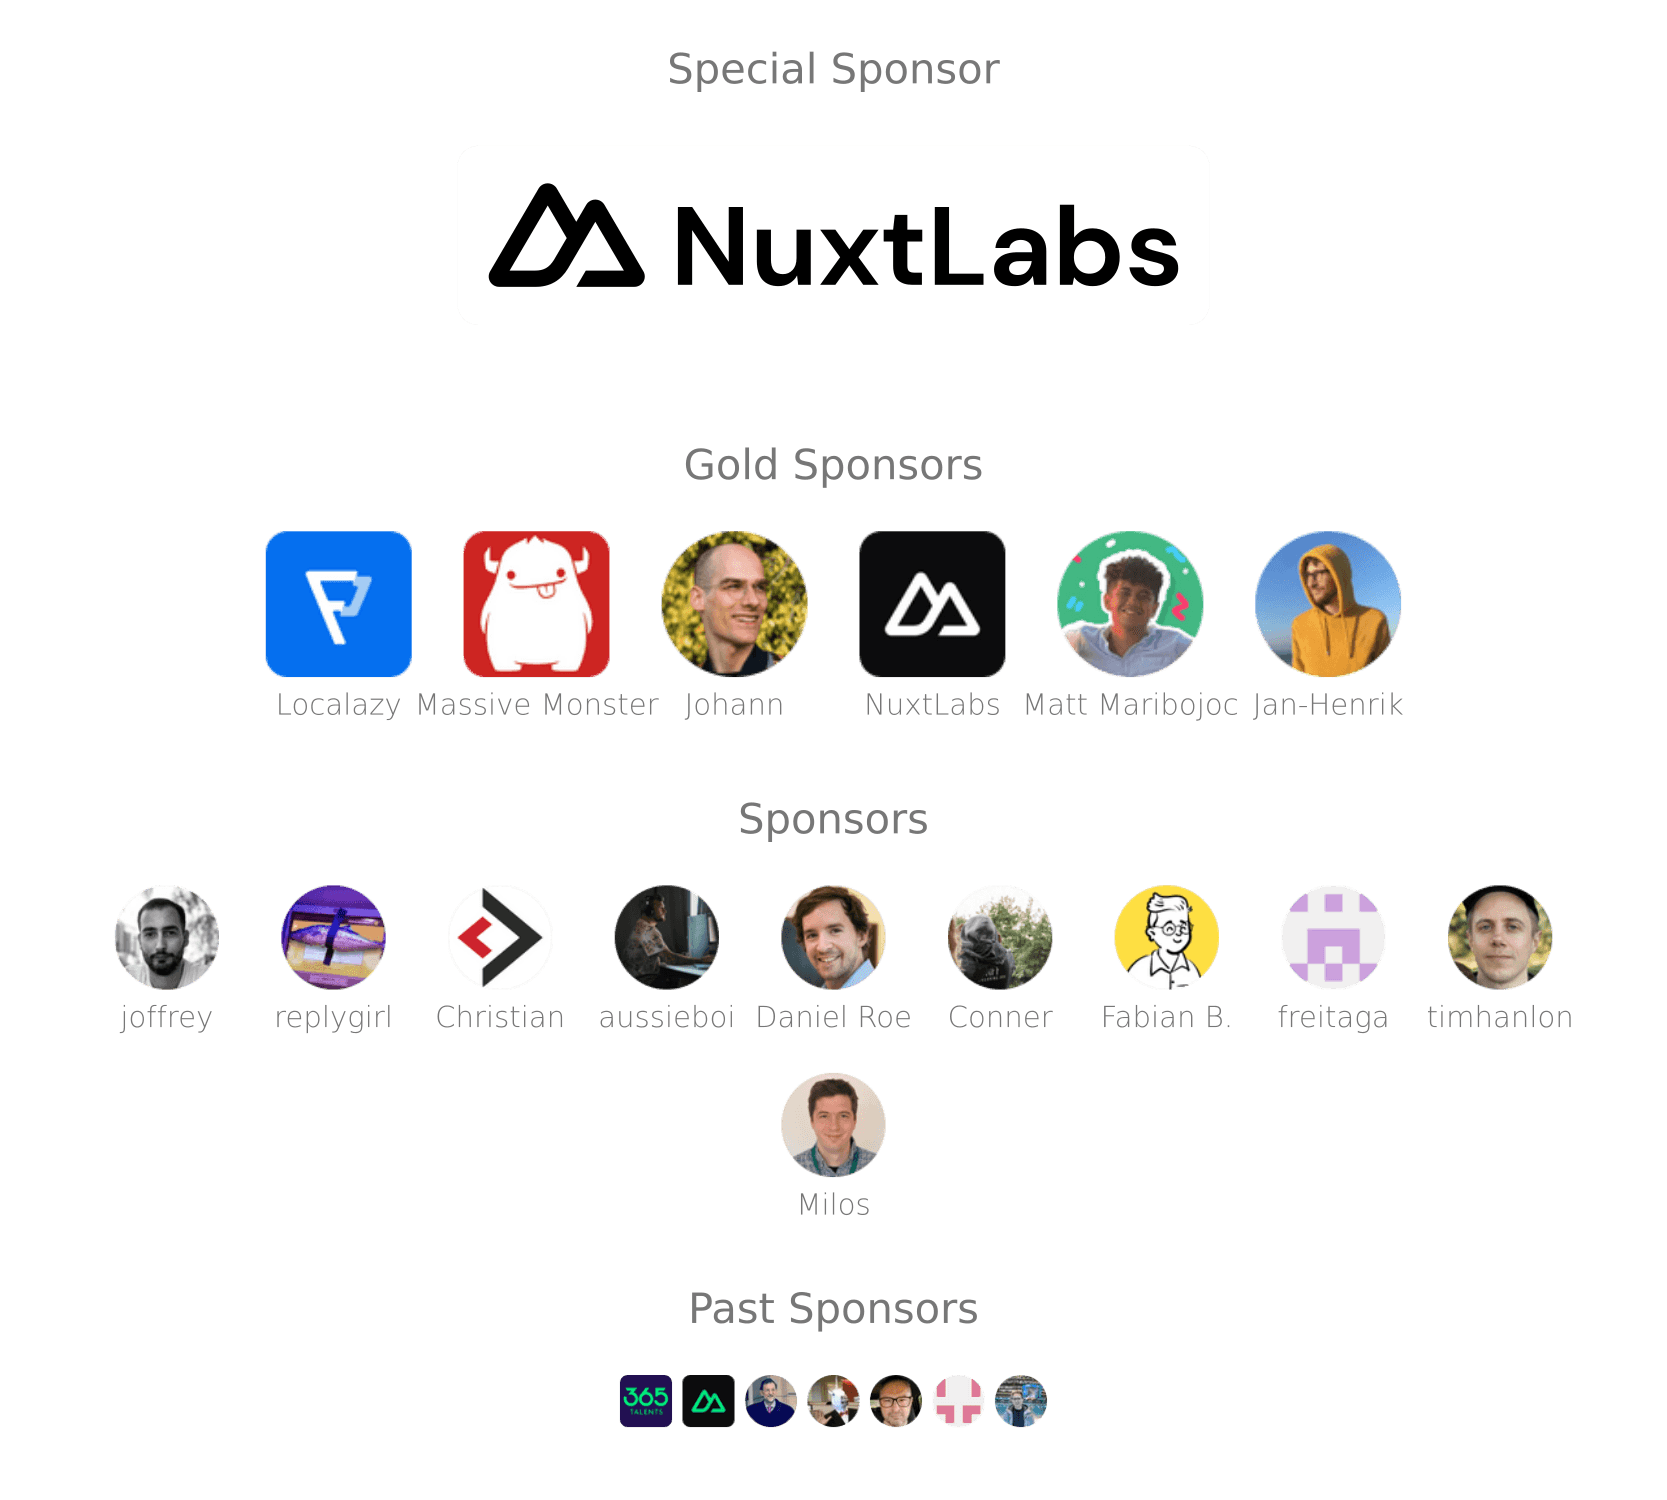 Special Sponsor
NuxtLabs
Gold Sponsors
Localazy Massive Monster Johann NuxtLabs Matt Maribojoc Jan-Henrik
Sponsors
joffrey replygirl Christian aussieboi Daniel Roe Conner Fabian B. freitaga timhanlon
Milos
Past Sponsors
365
TALENTS